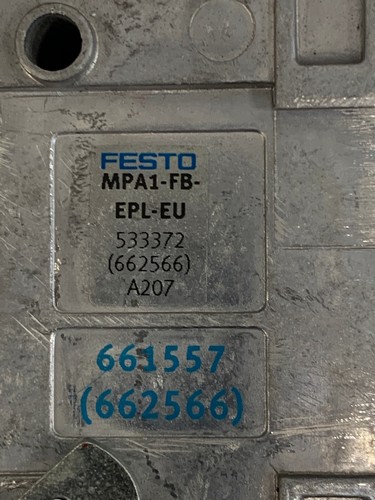 FESTO
MPA1-FB-
EPL-EU
533372
(662566)
A207
661557
(662566)